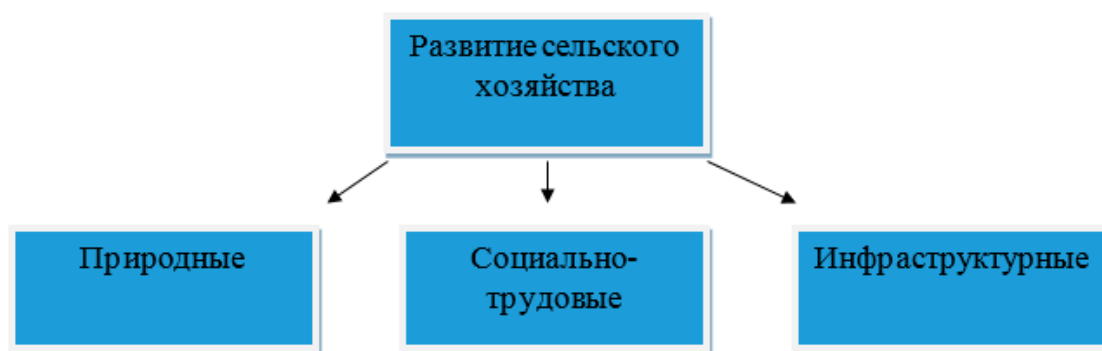 Развитие сельского
хозяйства
Природные
Социально-
трудовые
Инфраструктурные